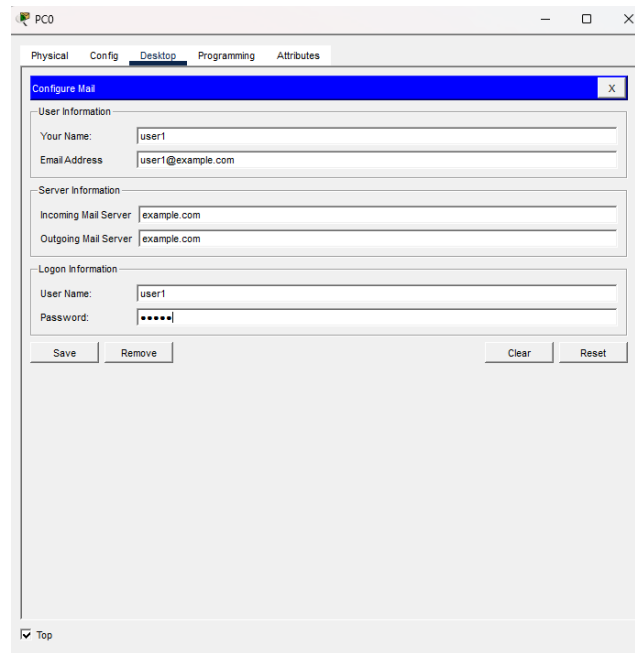 PC0
Physical Config Desktop Programming Attributes
Configure Mail X
User Information
Your Name: user1
Email Address user1@example.com
Server Information
Incoming Mail Server example.com
Outgoing Mail Server example.com
Logon Information
User Name: user1
Password: •••••
Save Remove Clear Reset
Top